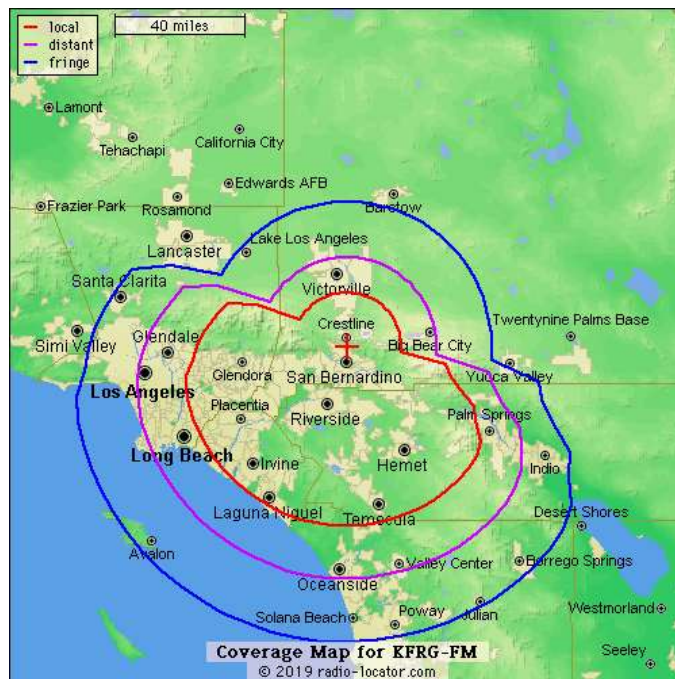 local
distant
fringe
40 miles
Lamont
Tehachapi
California City
Edwards AFB
Frazier Park
Rosamond
Barstow
Lancaster
Lake Los Angeles
Santa Clarita
Victorville
Simi Valley
Glendale
Crestline
Big Bear City
Twentynine Palms Base
Los Angeles
Glendora
San Bernardino
Yucca Valley
Placentia
Riverside
Palm Springs
Long Beach
Irvine
Hemet
Indio
Laguna Niguel
Temecula
Desert Shores
Avalon
Oceanside
Valley Center
Borrego Springs
Solana Beach
Poway
Julian
Westmorland
Seeley
Coverage Map for KFRG-FM
© 2019 radio-locator.com